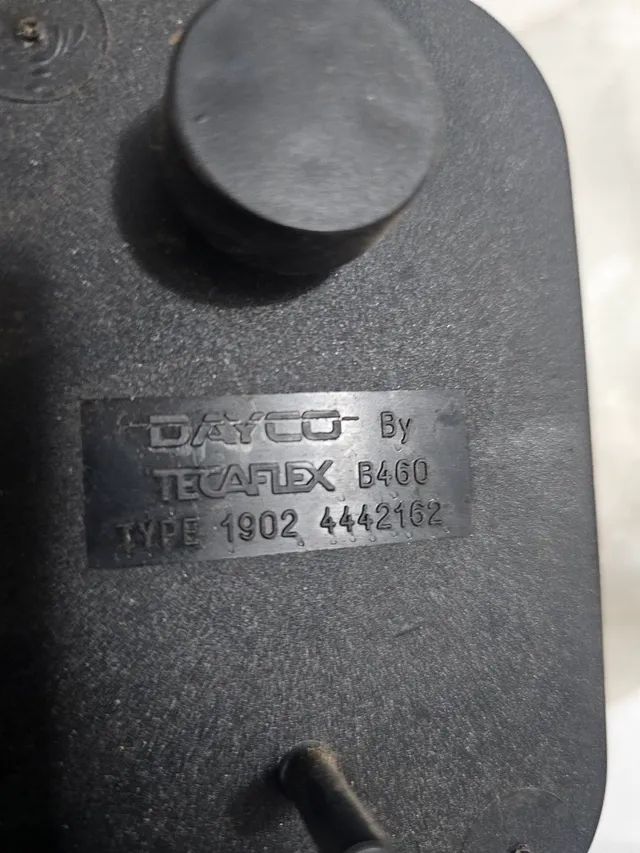 DAYCO By
TECAFLEX B460
TYPE 1902 4442162